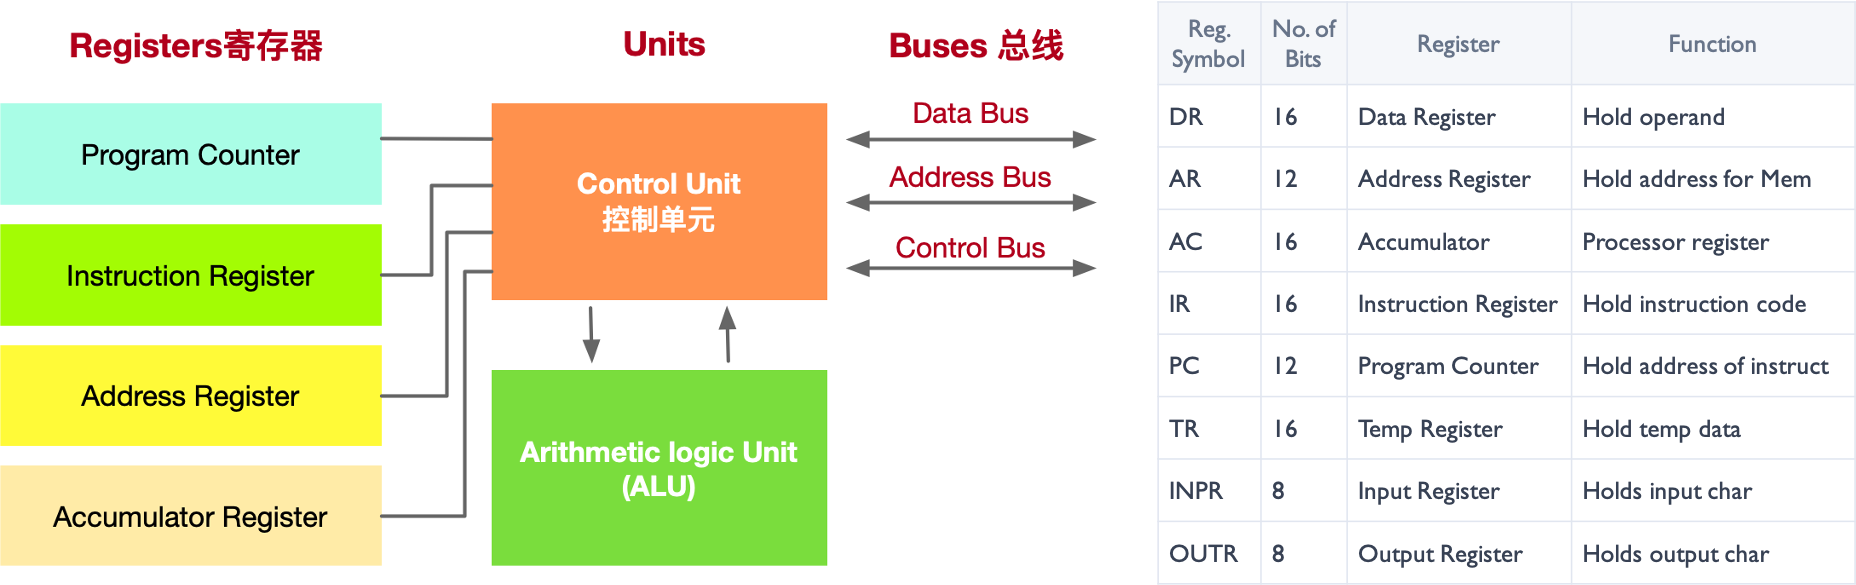 Registers寄存器
Units
Buses 总线
Program Counter
Instruction Register
Address Register
Accumulator Register
Control Unit
控制单元
Arithmetic logic Unit
(ALU)
Data Bus
Address Bus
Control Bus
Reg.
Symbol
No. of
Bits
Register
Function
DR 16 Data Register Hold operand
AR 12 Address Register Hold address for Mem
AC 16 Accumulator Processor register
IR 16 Instruction Register Hold instruction code
PC 12 Program Counter Hold address of instruct
TR 16 Temp Register Hold temp data
INPR 8 Input Register Holds input char
OUTR 8 Output Register Holds output char